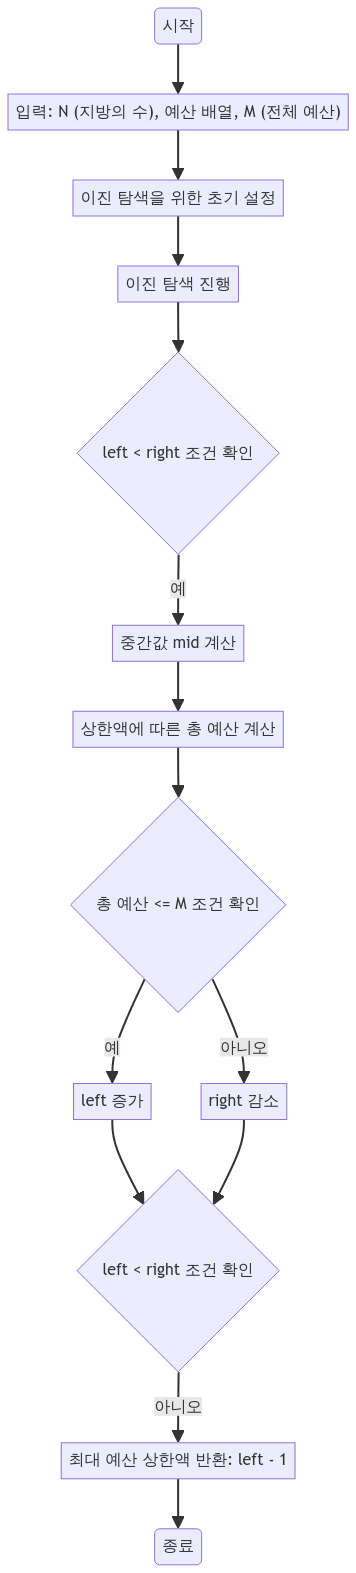 시작
입력: N (지방의 수), 예산 배열, M (전체 예산)
이진 탐색을 위한 초기 설정
이진 탐색 진행
left < right 조건 확인
예
중간값 mid 계산
상한액에 따른 총 예산 계산
총 예산 <= M 조건 확인
예
아니오
left 증가
right 감소
left < right 조건 확인
아니오
최대 예산 상한액 반환: left - 1
종료